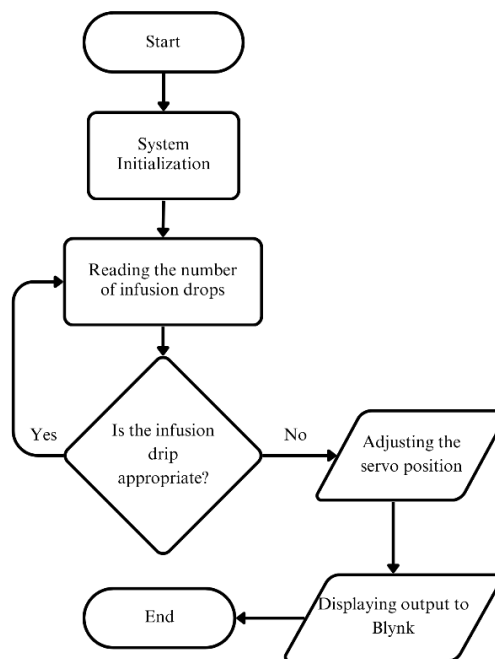 Start
System
Initialization
Reading the number
of infusion drops
Is the infusion
drip
appropriate?
Yes
No
Adjusting the
servo position
Displaying output to
Blynk
End